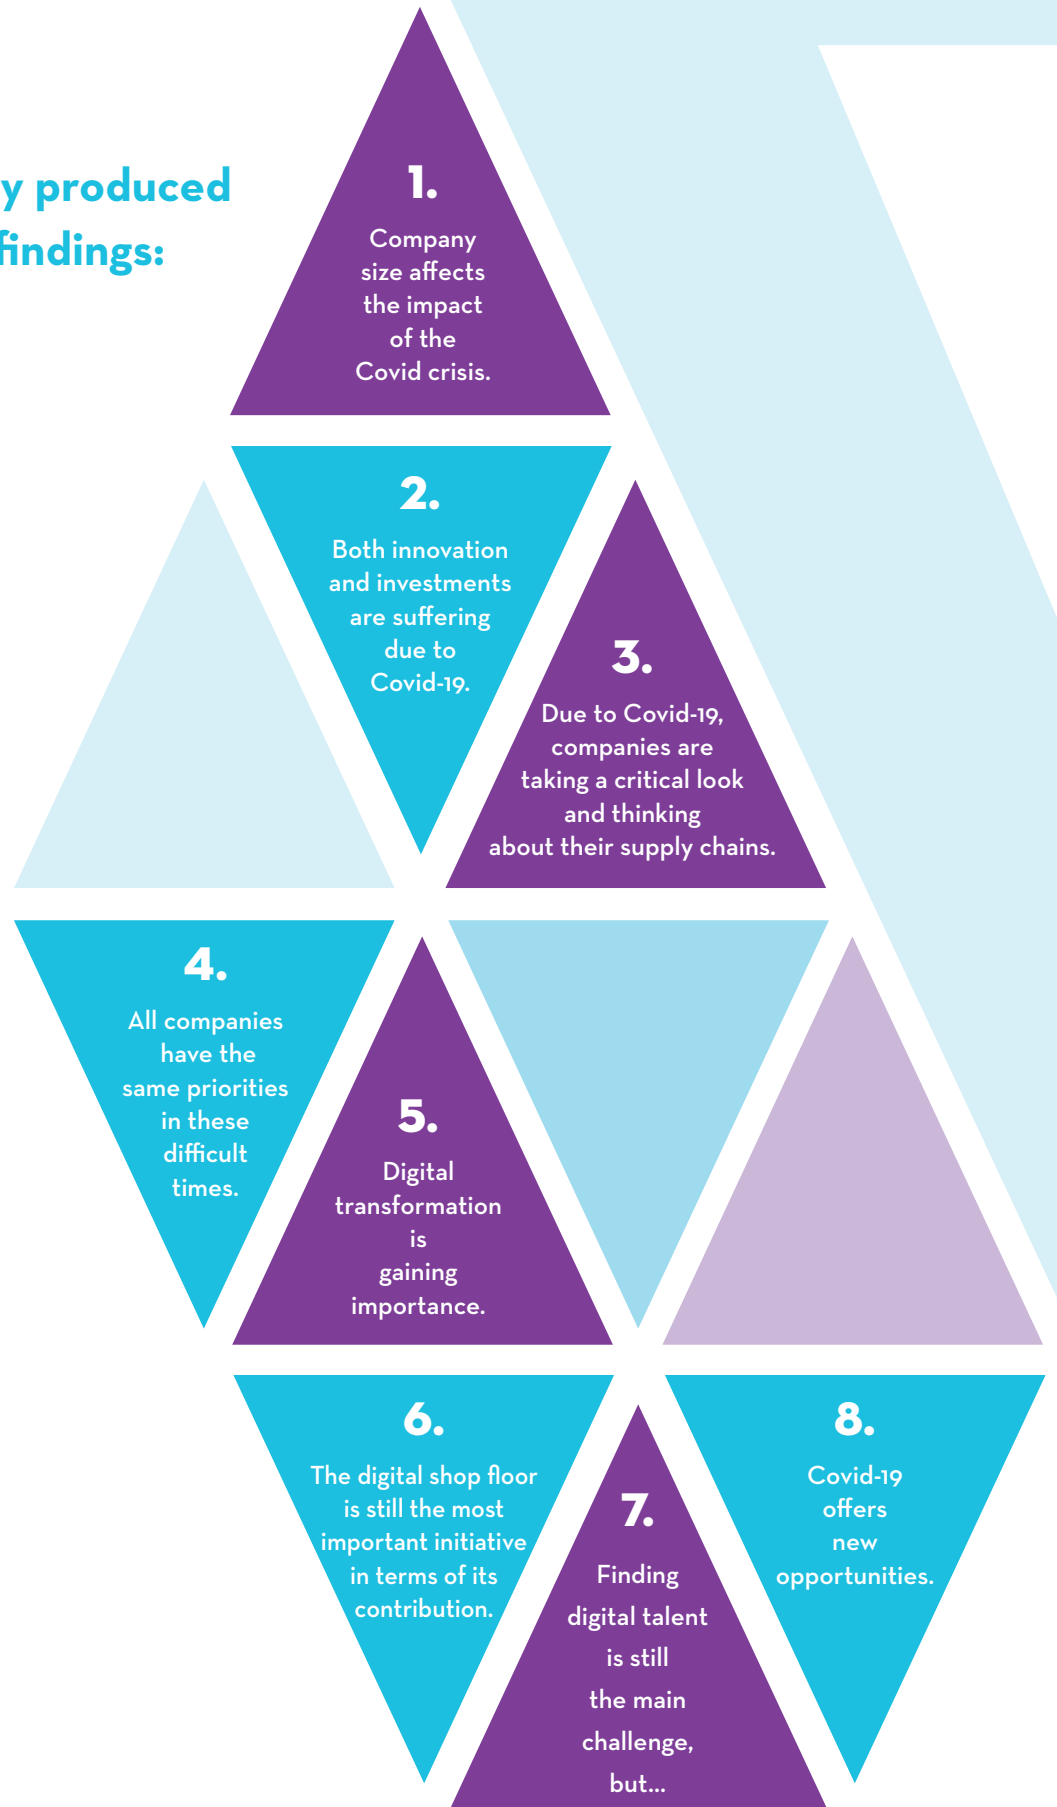 y produced
findings:
1.
Company
size affects
the impact
of the
Covid crisis.
2.
Both innovation
and investments
are suffering
due to
Covid-19.
3.
Due to Covid-19,
companies are
taking a critical look
and thinking
about their supply chains.
4.
All companies
have the
same priorities
in these
difficult
times.
5.
Digital
transformation
is
gaining
importance.
6.
The digital shop floor
is still the most
important initiative
in terms of its
contribution.
7.
Finding
digital talent
is still
the main
challenge,
but...
8.
Covid-19
offers
new
opportunities.